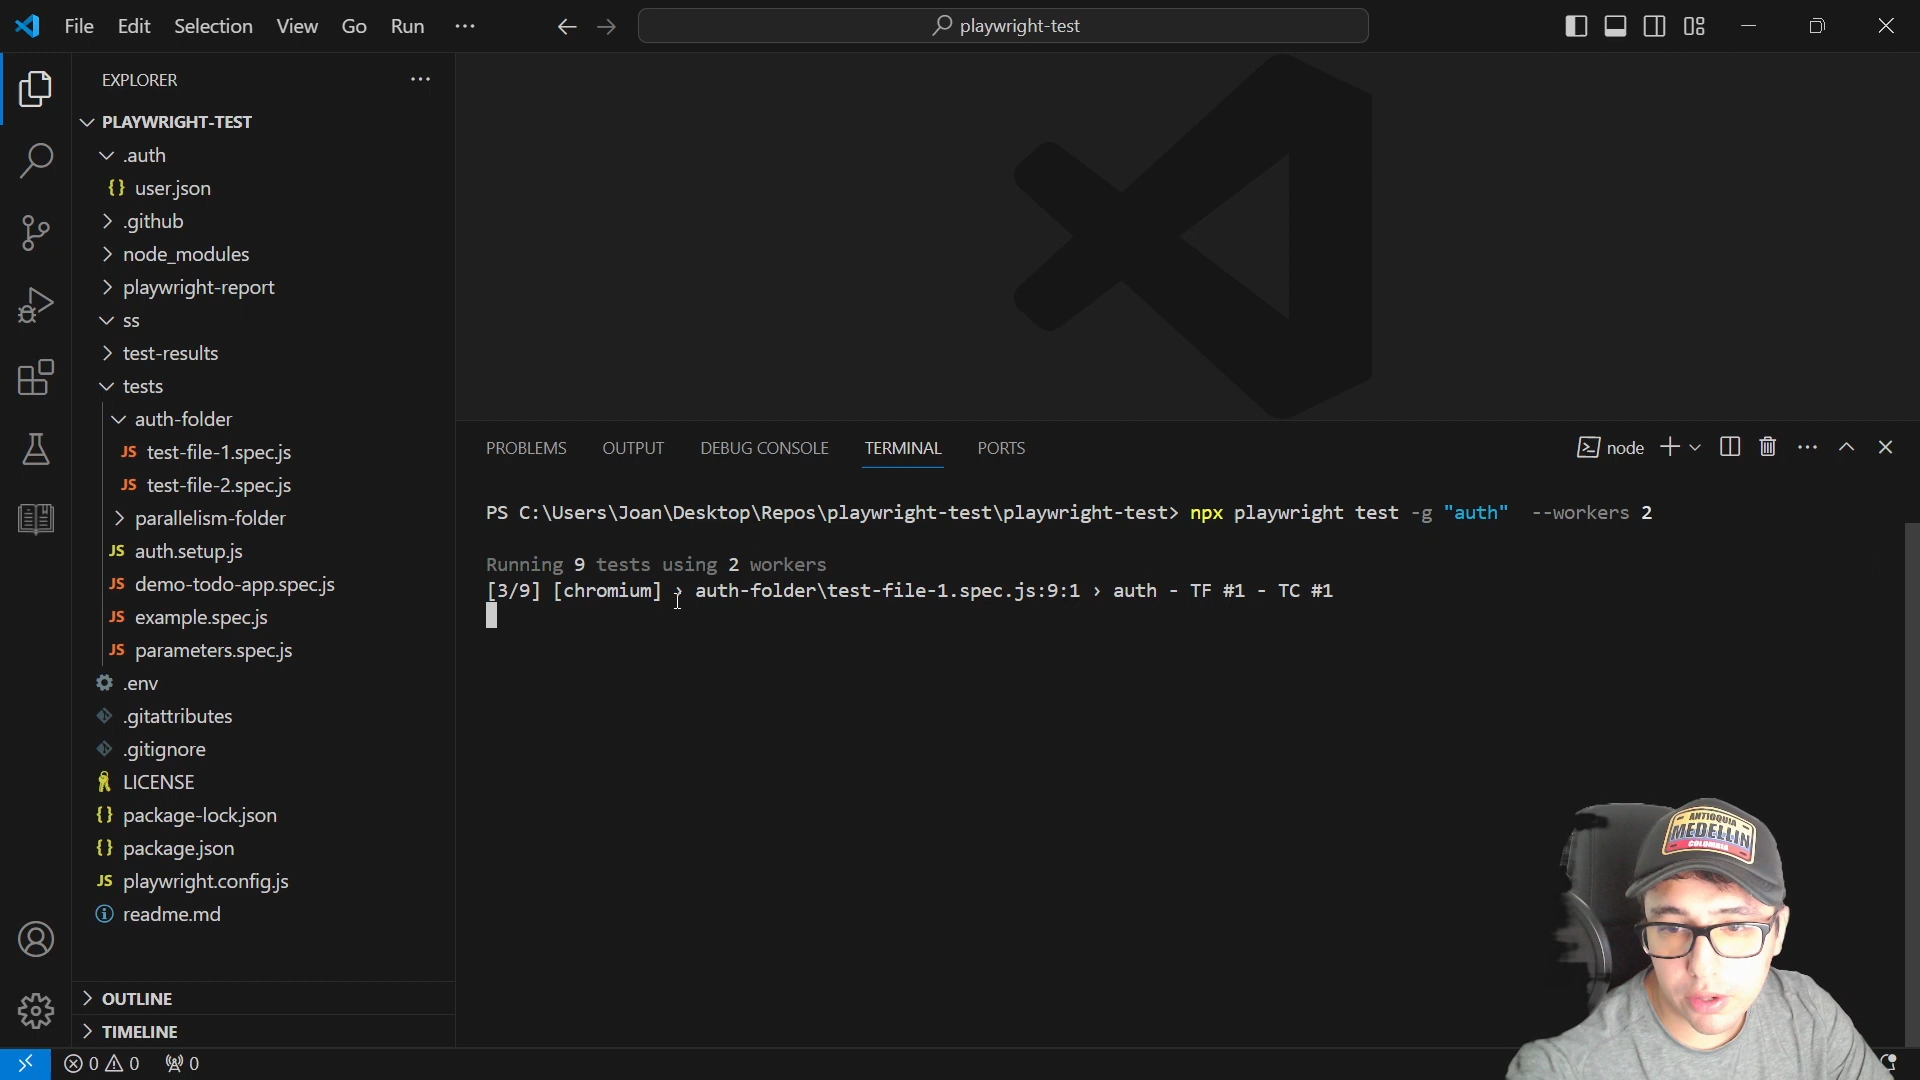 File Edit Selection View Go Run ···
playwright-test
EXPLORER ···
PLAYWRIGHT-TEST
.auth
{} user.json
.github
node_modules
playwright-report
ss
test-results
tests
auth-folder
JS test-file-1.spec.js
JS test-file-2.spec.js
parallelism-folder
JS auth.setup.js
JS demo-todo-app.spec.js
JS example.spec.js
JS parameters.spec.js
.env
.gitattributes
.gitignore
LICENSE
{} package-lock.json
{} package.json
JS playwright.config.js
readme.md
OUTLINE
TIMELINE
0 0 0
PROBLEMS OUTPUT DEBUG CONSOLE TERMINAL PORTS
node
PS C:\Users\Joan\Desktop\Repos\playwright-test\playwright-test> npx playwright test -g "auth"  --workers 2
Running 9 tests using 2 workers
[3/9] [chromium] › auth-folder\test-file-1.spec.js:9:1 › auth - TF #1 - TC #1
ANTIOQUIA
MEDELLIN
COLOMBIA